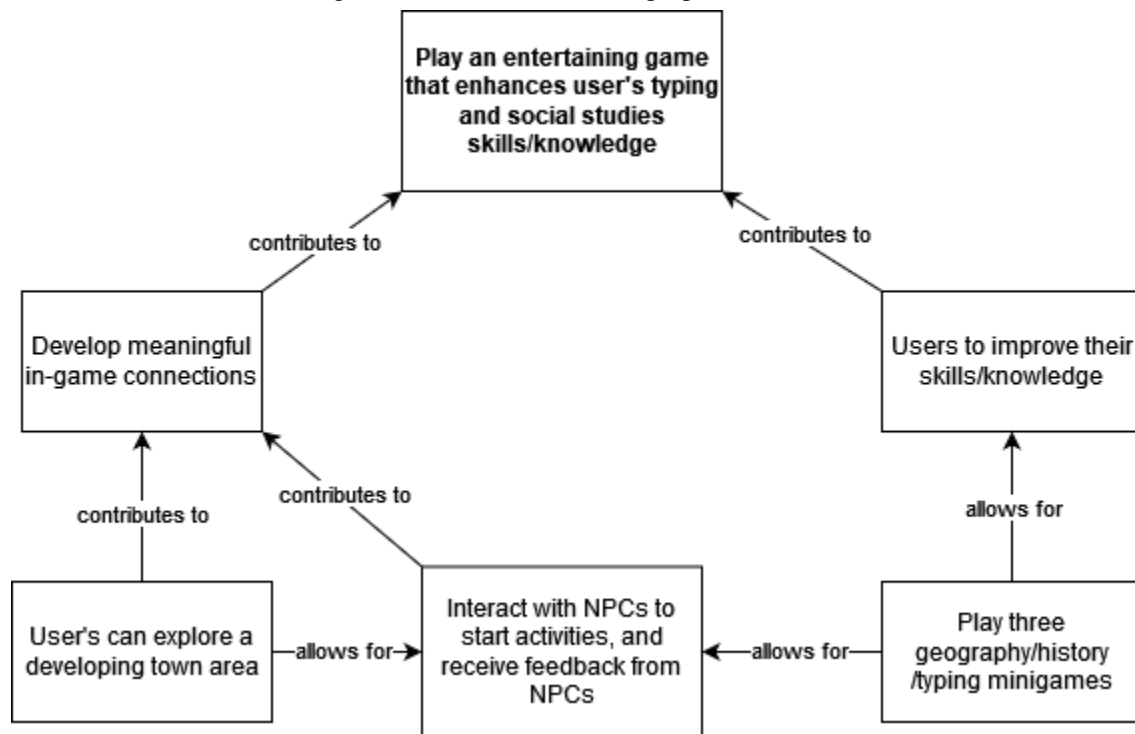 Play an entertaining game
that enhances user's typing
and social studies
skills/knowledge
contributes to
contributes to
Develop meaningful
in-game connections
Users to improve their
skills/knowledge
contributes to
contributes to
allows for
User's can explore a
developing town area
allows for
Interact with NPCs to
start activities, and
receive feedback from
NPCs
allows for
Play three
geography/history
/typing minigames